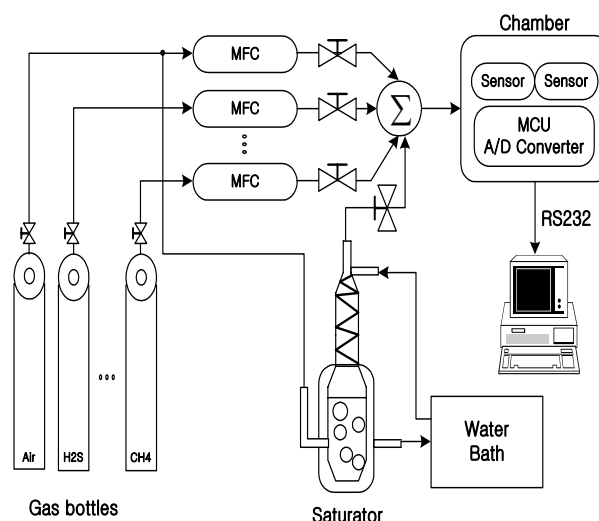 Chamber
MFC
Sensor
Sensor
MFC
Σ
MCU
A/D Converter
MFC
RS232
Air
H2S
CH4
Water
Bath
Gas bottles
Saturator